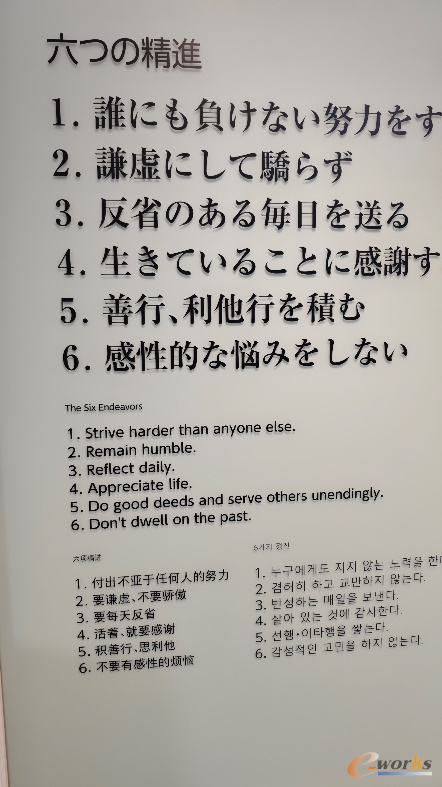 六つの精進
1. 誰にも負けない努力をす
2. 謙虚にして驕らず
3. 反省のある毎日を送る
4. 生きていることに感謝す
5. 善行、利他行を積む
6. 感性的な悩みをしない
The Six Endeavors
1. Strive harder than anyone else.
2. Remain humble.
3. Reflect daily.
4. Appreciate life.
5. Do good deeds and serve others unendingly.
6. Don't dwell on the past.
六项精进
1. 付出不亚于任何人的努力
2. 要谦虚、不要骄傲
3. 要每天反省
4. 活着、就要感谢
5. 积善行、思利他
6. 不要有感性的烦恼
6가지 정진
1. 누구에게도 지지 않는 노력을 한
2. 겸허히 하고 교만하지 않는다.
3. 반성하는 매일을 보낸다.
4. 살아 있는 것에 감사한다.
5. 선행・이타행을 쌓는다.
6. 감성적인 고민을 하지 않는다.
e-works